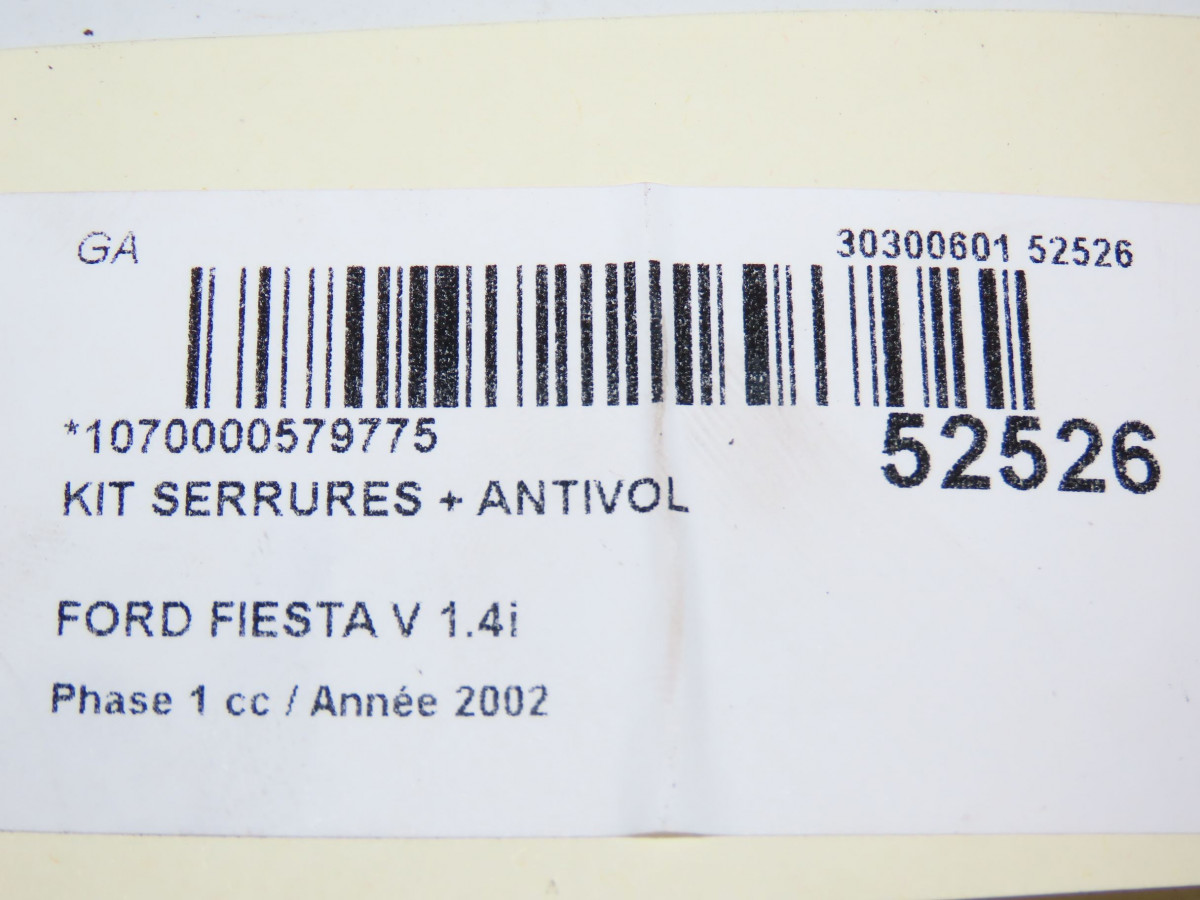 GA
30300601 52526
*1070000579775
52526
KIT SERRURES + ANTIVOL
FORD FIESTA V 1.4i
Phase 1 cc / Année 2002